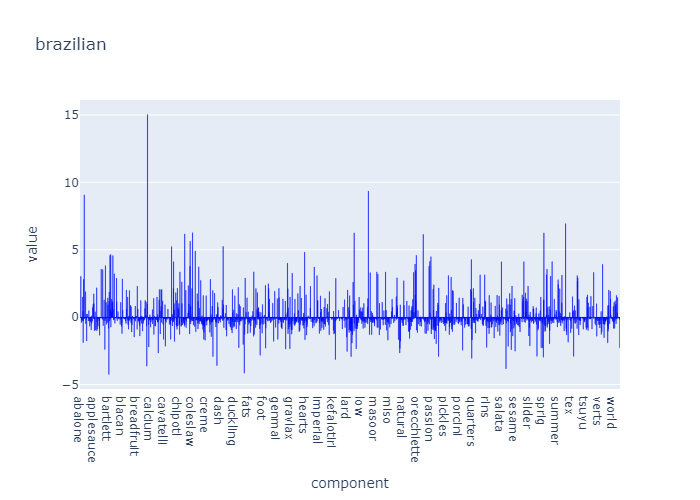 brazilian
value
15
10
5
0
−5
abalone
applesauce
bartlett
blacan
breadfruit
calcium
cavatelli
chipotl
coleslaw
creme
dash
duckling
fats
foot
genmai
gravlax
hearts
imperial
kefalotiri
lard
low
masoor
miso
natural
orecchiette
passion
pickles
porcini
quarters
rins
salata
sesame
slider
sprig
summer
tex
tsuyu
verts
world
component